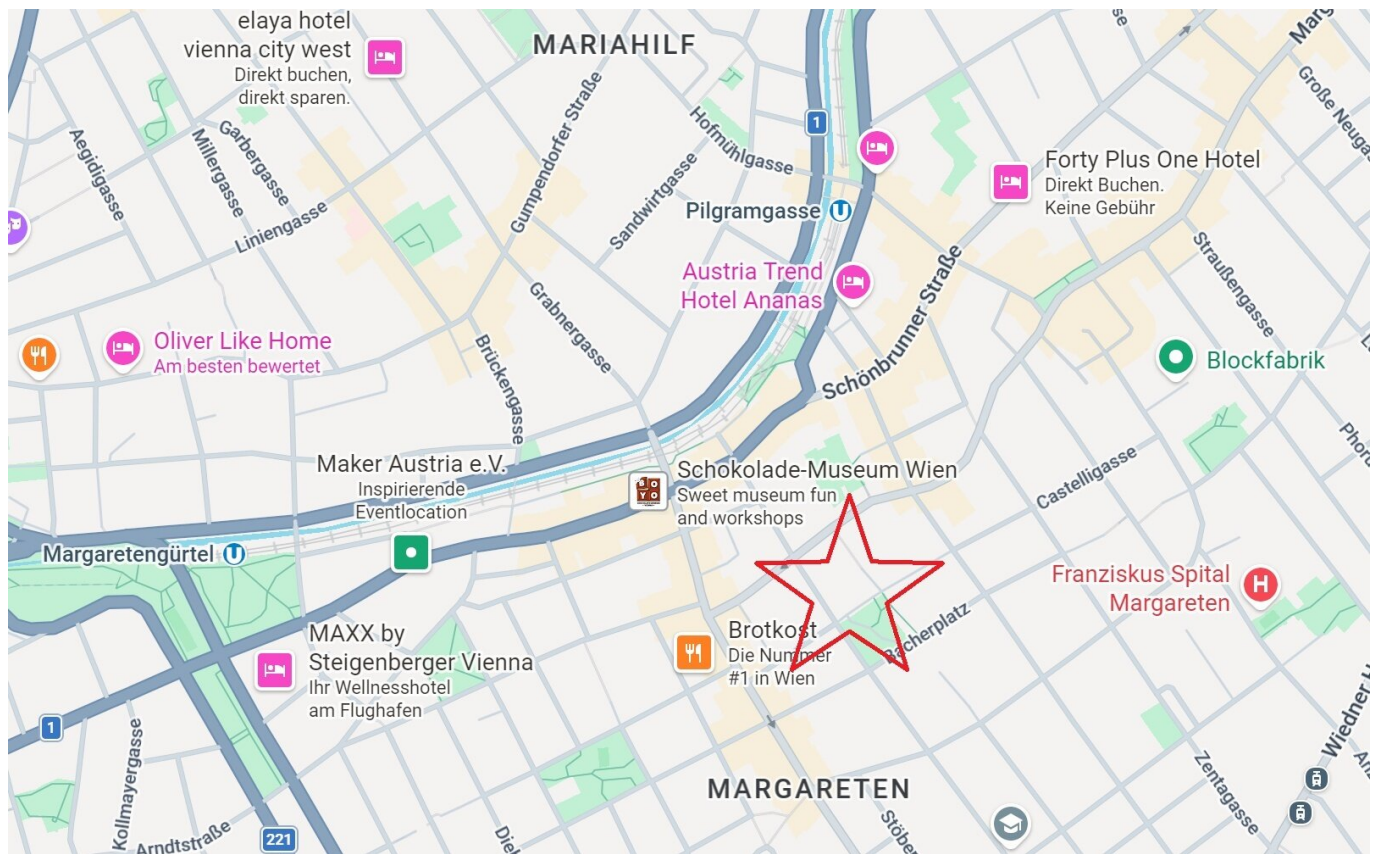 elaya hotel
vienna city west
Direkt buchen,
direkt sparen.
MARIAHILF
Gumpendorfer Straße
Hofmühlgasse
1
Große Neuga
Aegidigasse
Millergasse
Garbergasse
Liniengasse
Sandwirtgasse
Pilgramgasse U
Forty Plus One Hotel
Direkt Buchen.
Keine Gebühr
Straußengasse
Austria Trend
Hotel Ananas
Schönbrunner Straße
Grabnergasse
Brückengasse
Oliver Like Home
Am besten bewertet
Blockfabrik
Maker Austria e.V.
Inspirierende
Eventlocation
Schokolade-Museum Wien
Sweet museum fun
and workshops
Castelligasse
Margaretengürtel U
Franziskus Spital
Margareten
H
Bacherplatz
Brotkost
Die Nummer
#1 in Wien
MAXX by
Steigenberger Vienna
Ihr Wellnesshotel
am Flughafen
1
Kollmayergasse
Arndtstraße
221
MARGARETEN
Zentagasse
Wiedner H